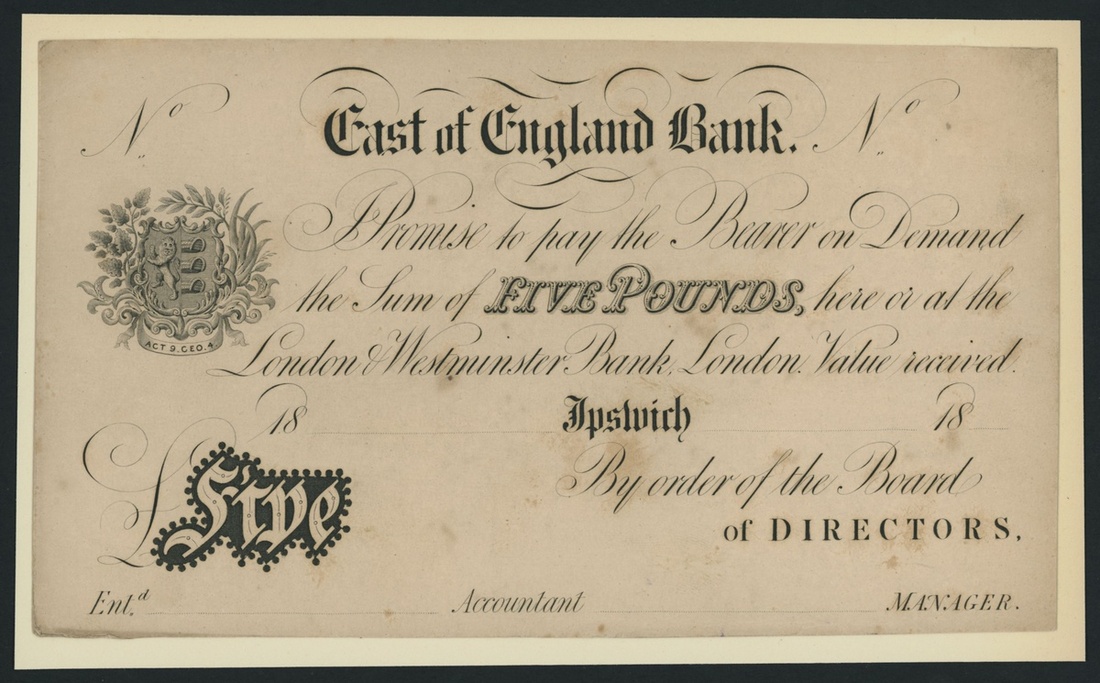 Nº East of England Bank. Nº
I Promise to pay the Bearer on Demand
the Sum of FIVE POUNDS, here or at the
ACT 9. GEO. 4
London & Westminster Bank, London. Value received.
18 Ipswich 18
By order of the Board
£ Five
of DIRECTORS,
Ent.d Accountant MANAGER.